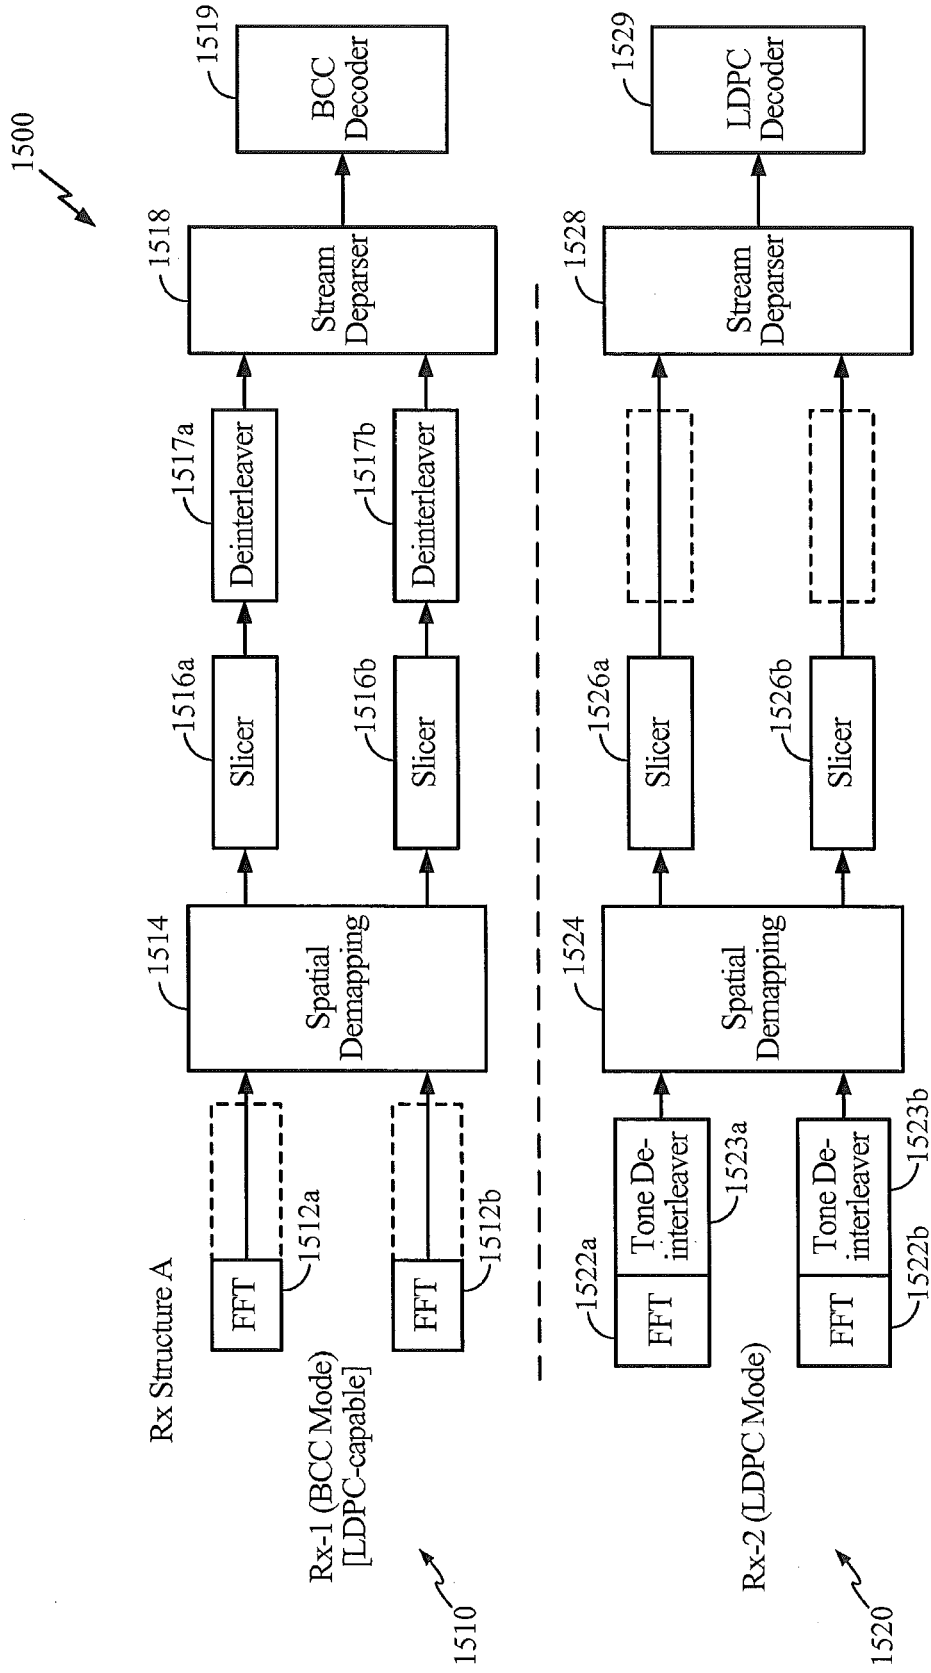 1500
Rx Structure A
Rx-1 (BCC Mode)
[LDPC-capable]
1510
FFT
1512a
FFT
1512b
Spatial
Demapping
1514
Slicer
1516a
Slicer
1516b
Deinterleaver
1517a
Deinterleaver
1517b
Stream
Deparser
1518
BCC
Decoder
1519
Rx-2 (LDPC Mode)
1520
FFT
1522a
Tone De-
interleaver
1523a
FFT
1522b
Tone De-
interleaver
1523b
Spatial
Demapping
1524
Slicer
1526a
Slicer
1526b
Stream
Deparser
1528
LDPC
Decoder
1529